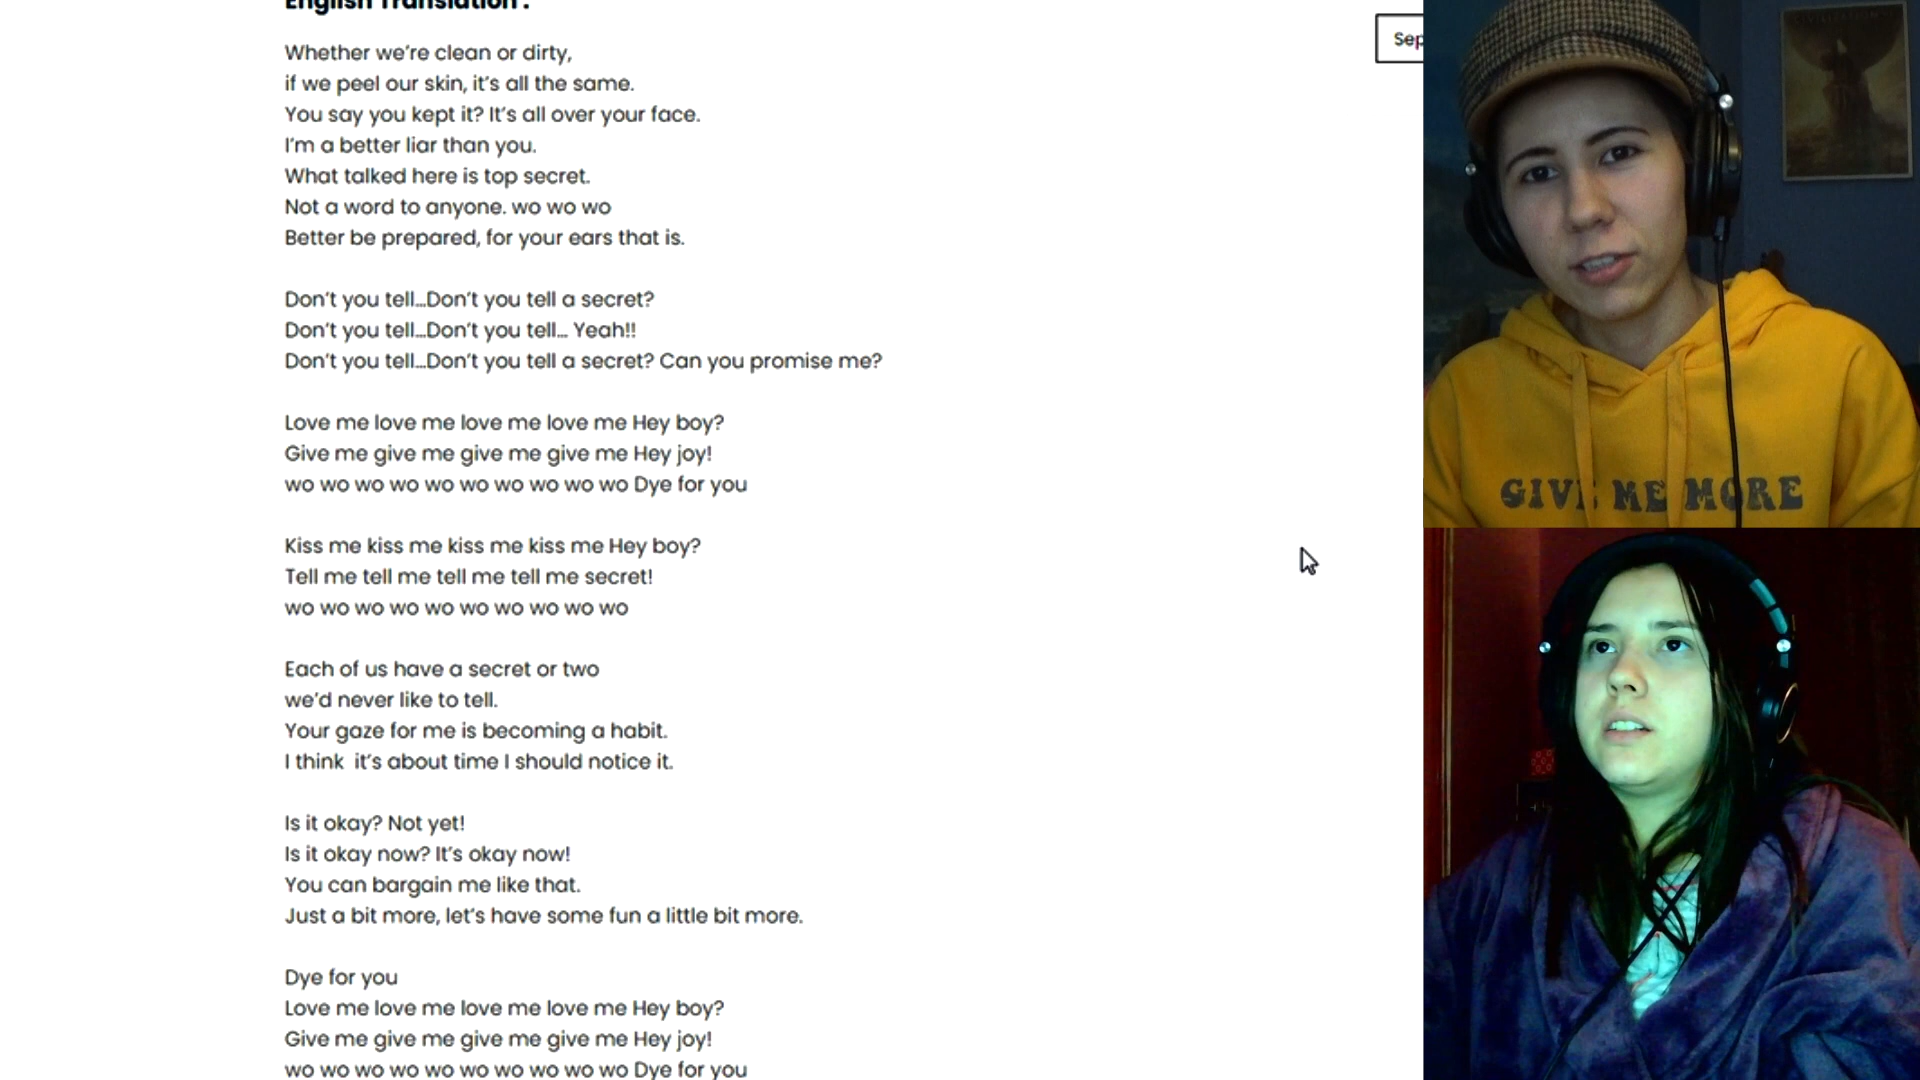 English Translation :
Whether we’re clean or dirty,
if we peel our skin, it’s all the same.
You say you kept it? It’s all over your face.
I’m a better liar than you.
What talked here is top secret.
Not a word to anyone. wo wo wo
Better be prepared, for your ears that is.
Don’t you tell…Don’t you tell a secret?
Don’t you tell…Don’t you tell… Yeah!!
Don’t you tell…Don’t you tell a secret? Can you promise me?
Love me love me love me love me Hey boy?
Give me give me give me give me Hey joy!
wo wo wo wo wo wo wo wo wo wo Dye for you
Kiss me kiss me kiss me kiss me Hey boy?
Tell me tell me tell me tell me secret!
wo wo wo wo wo wo wo wo wo wo
Each of us have a secret or two
we’d never like to tell.
Your gaze for me is becoming a habit.
I think  it’s about time I should notice it.
Is it okay? Not yet!
Is it okay now? It’s okay now!
You can bargain me like that.
Just a bit more, let’s have some fun a little bit more.
Dye for you
Love me love me love me love me Hey boy?
Give me give me give me give me Hey joy!
wo wo wo wo wo wo wo wo wo wo Dye for you
Sep
CIVILIZATION VI
GIVE ME MORE